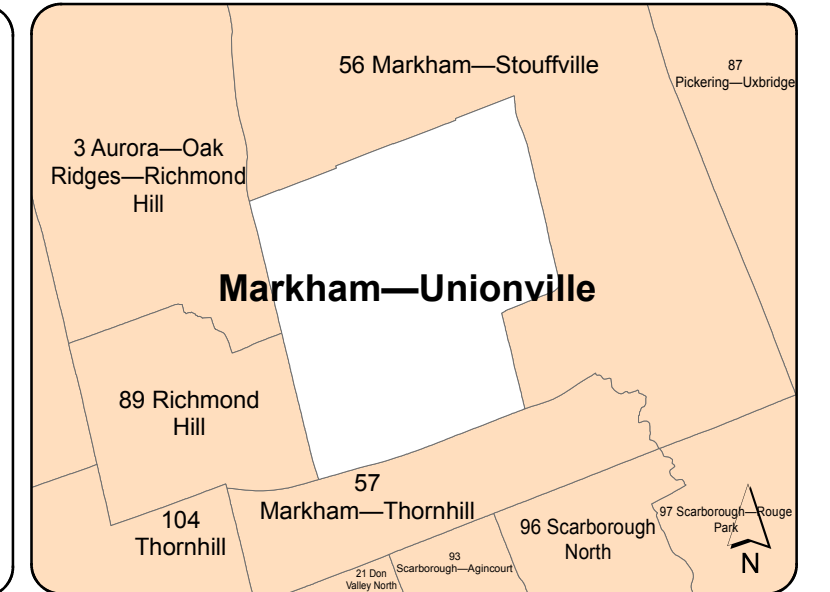 56 Markham—Stouffville
87
Pickering—Uxbridge
3 Aurora—Oak
Ridges—Richmond
Hill
Markham—Unionville
89 Richmond
Hill
57
Markham—Thornhill
104
Thornhill
96 Scarborough
North
97 Scarborough—Rouge
Park
93
Scarborough—Agincourt
21 Don
Valley North
N